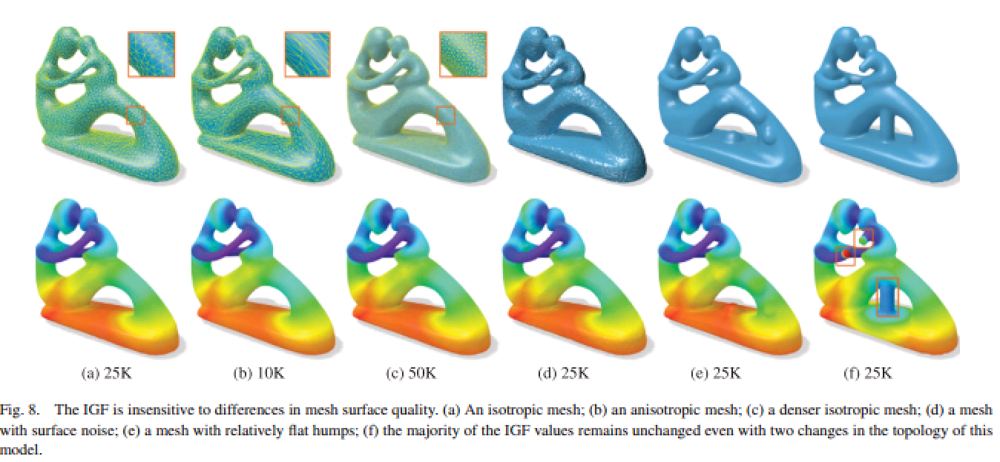 (a) 25K (b) 10K (c) 50K (d) 25K (e) 25K (f) 25K
Fig. 8. The IGF is insensitive to differences in mesh surface quality. (a) An isotropic mesh; (b) an anisotropic mesh; (c) a denser isotropic mesh; (d) a mesh
with surface noise; (e) a mesh with relatively flat humps; (f) the majority of the IGF values remains unchanged even with two changes in the topology of this
model.